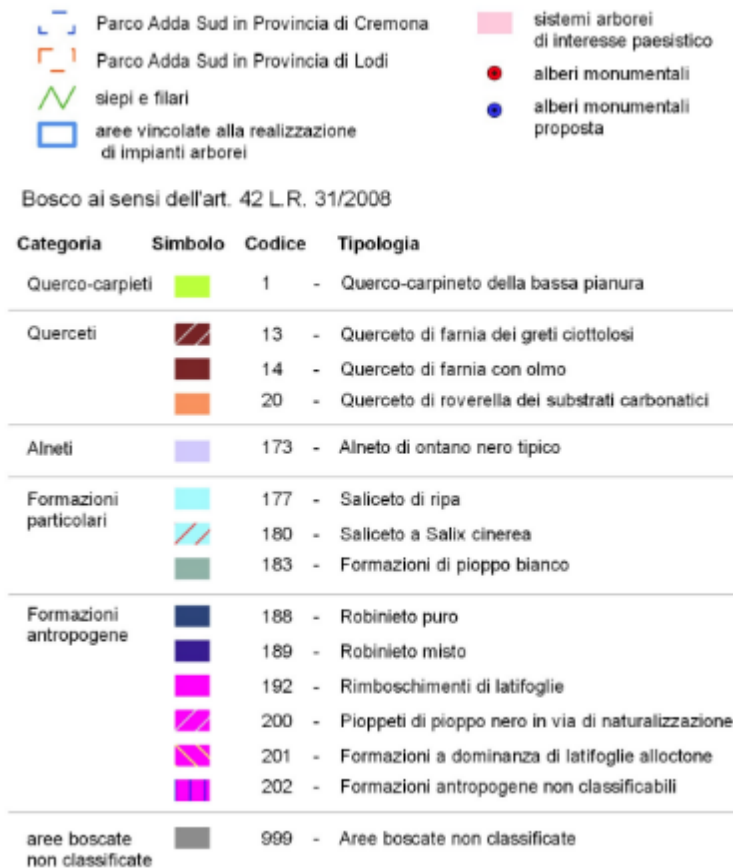 Parco Adda Sud in Provincia di Cremona
Parco Adda Sud in Provincia di Lodi
siepi e filari
aree vincolate alla realizzazione
di impianti arborei
sistemi arborei
di interesse paesistico
alberi monumentali
alberi monumentali
proposta
Bosco ai sensi dell'art. 42 L.R. 31/2008
Categoria Simbolo Codice Tipologia
Querco-carpieti 1 - Querco-carpineto della bassa pianura
Querceti 13 - Querceto di farnia dei greti ciottolosi
14 - Querceto di farnia con olmo
20 - Querceto di roverella dei substrati carbonatici
Alneti 173 - Alneto di ontano nero tipico
Formazioni 177 - Saliceto di ripa
particolari
180 - Saliceto a Salix cinerea
183 - Formazioni di pioppo bianco
Formazioni 188 - Robinieto puro
antropogene
189 - Robinieto misto
192 - Rimboschimenti di latifoglie
200 - Pioppeti di pioppo nero in via di naturalizzazione
201 - Formazioni a dominanza di latifoglie alloctone
202 - Formazioni antropogene non classificabili
aree boscate 999 - Aree boscate non classificate
non classificate